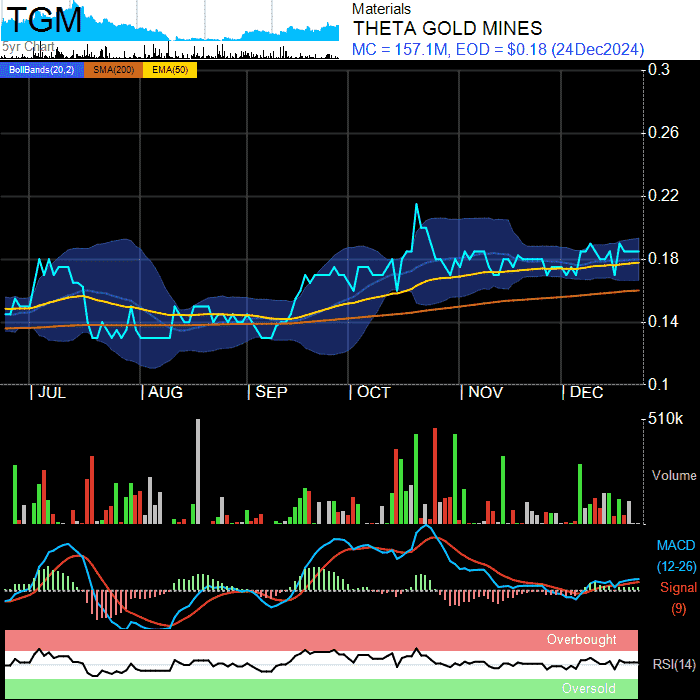 TGM
5yr Chart
Materials
THETA GOLD MINES
MC = 157.1M, EOD = $0.18 (24Dec2024)
BollBands(20,2) SMA(200) EMA(50)
0.3
0.26
0.22
0.18
0.14
0.1
JUL AUG SEP OCT NOV DEC
510k
Volume
MACD
(12-26)
Signal
(9)
Overbought
RSI(14)
Oversold